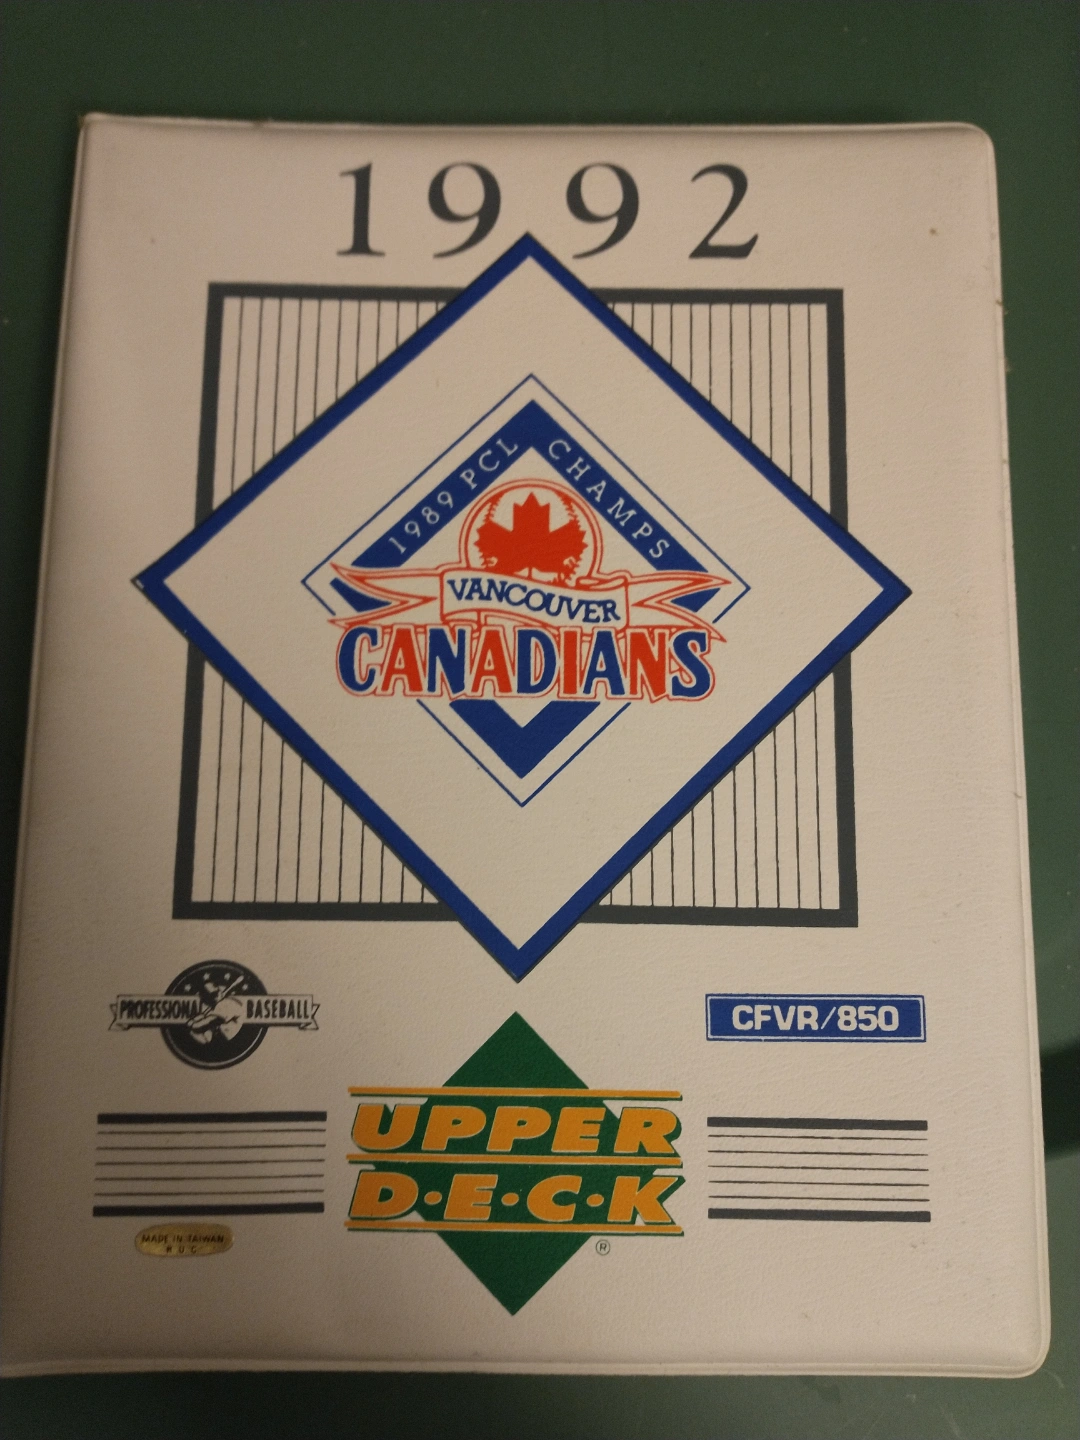 1992
1989 PCL CHAMPS
VANCOUVER
CANADIANS
PROFESSIONAL BASEBALL
CFVR/850
UPPER
D•E•C•K
®
MADE IN TAIWAN
R O C